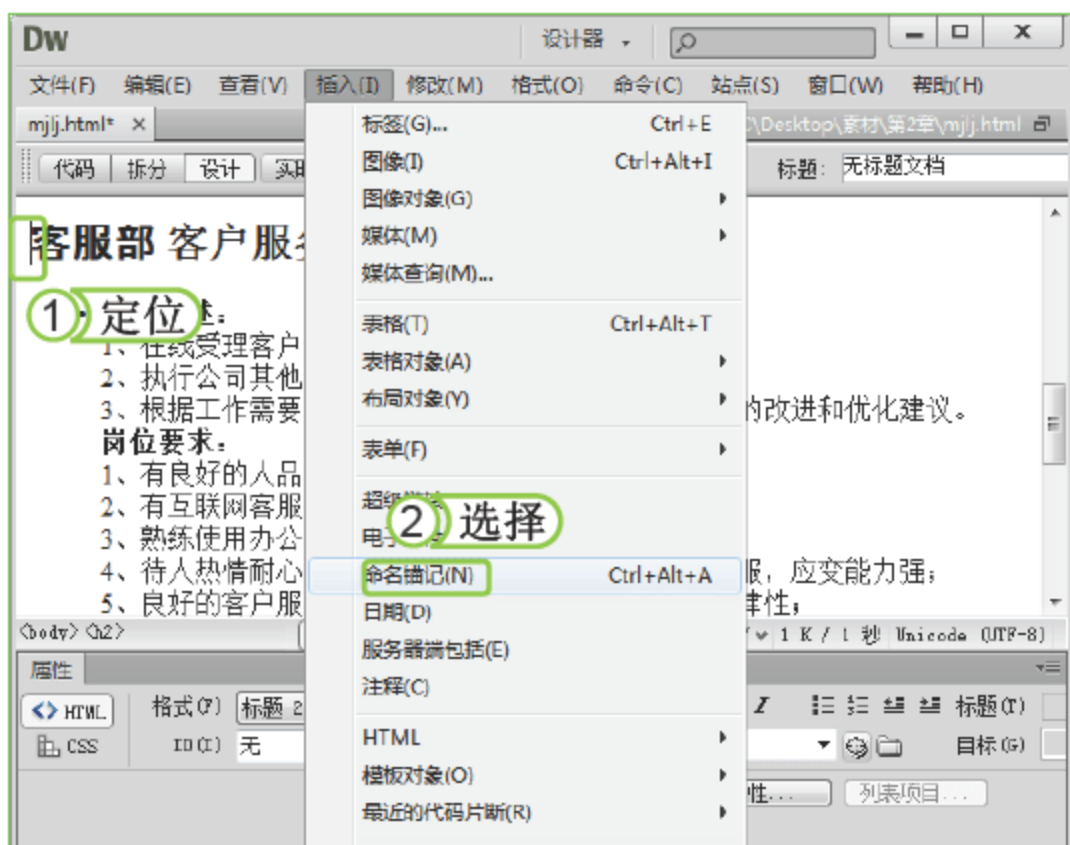 Dw 设计器
文件(F) 编辑(E) 查看(V) 插入(I) 修改(M) 格式(O) 命令(C) 站点(S) 窗口(W) 帮助(H)
mjlj.html* × \Desktop\素材\第2章\mjlj.html
代码 拆分 设计 标题: 无标题文档
标签(G)... Ctrl+E
图像(I) Ctrl+Alt+I
图像对象(G)
媒体(M)
媒体查询(M)...
表格(T) Ctrl+Alt+T
表格对象(A)
布局对象(Y)
表单(F)
② 选择
命名锚记(N) Ctrl+Alt+A
日期(D)
服务器端包括(E)
注释(C)
HTML
模板对象(O)
最近的代码片断(R)
客服部 客户服
① 定位
1、在线受理客户
2、执行公司其他
3、根据工作需要 的改进和优化建议。
岗位要求:
1、有良好的人品
2、有互联网客服
3、熟练使用办公
4、待人热情耐心 服，应变能力强；
5、良好的客户服 律性；
<body> <h2> 1 K / 1 秒 Unicode (UTF-8)
属性
<> HTML 格式(F) 标题 2 I 标题(T)
CSS ID(I) 无 目标(G)
性... 列表项目...